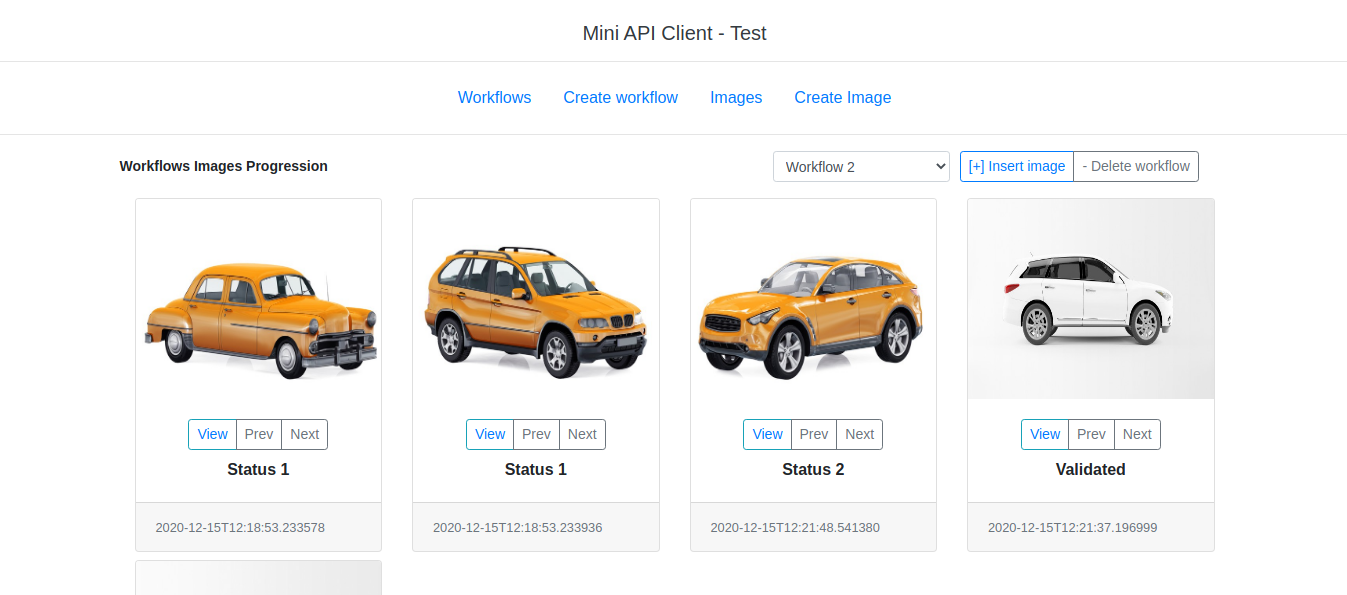 Mini API Client - Test
Workflows Create workflow Images Create Image
Workflows Images Progression Workflow 2 [+] Insert image - Delete workflow
View Prev Next View Prev Next View Prev Next View Prev Next
Status 1 Status 1 Status 2 Validated
2020-12-15T12:18:53.233578 2020-12-15T12:18:53.233936 2020-12-15T12:21:48.541380 2020-12-15T12:21:37.196999